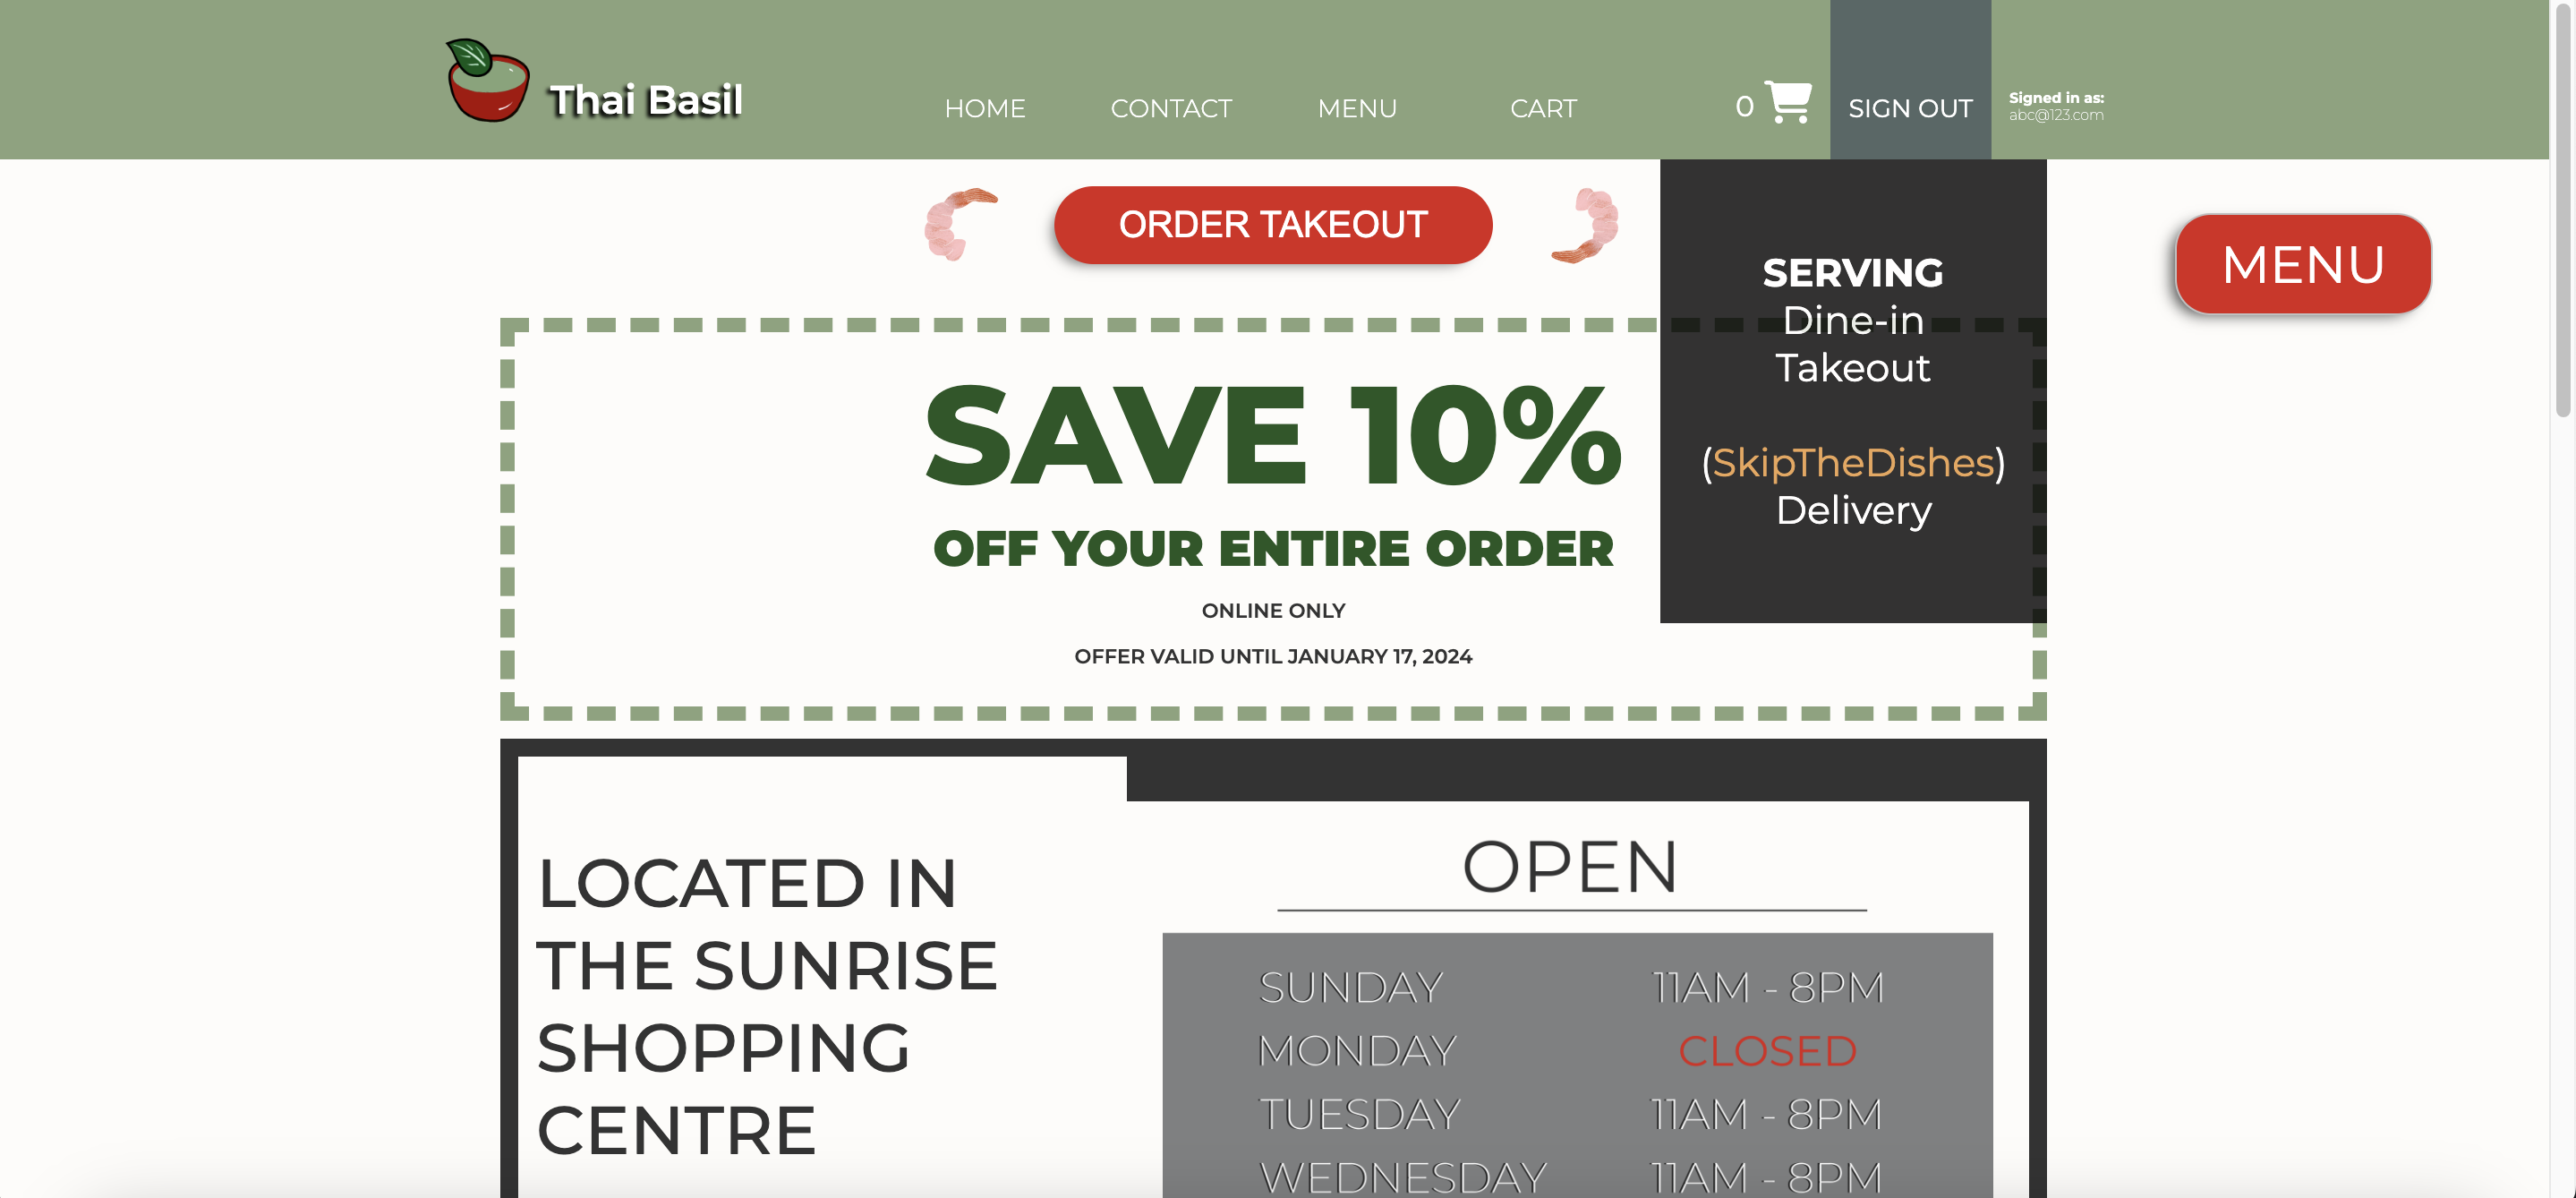 Thai Basil
HOME
CONTACT
MENU
CART
0
SIGN OUT
Signed in as:
abc@123.com
ORDER TAKEOUT
MENU
SERVING
Dine-in
Takeout
(SkipTheDishes)
Delivery
SAVE 10%
OFF YOUR ENTIRE ORDER
ONLINE ONLY
OFFER VALID UNTIL JANUARY 17, 2024
LOCATED IN
THE SUNRISE
SHOPPING
CENTRE
OPEN
SUNDAY 11AM - 8PM
MONDAY CLOSED
TUESDAY 11AM - 8PM
WEDNESDAY 11AM - 8PM